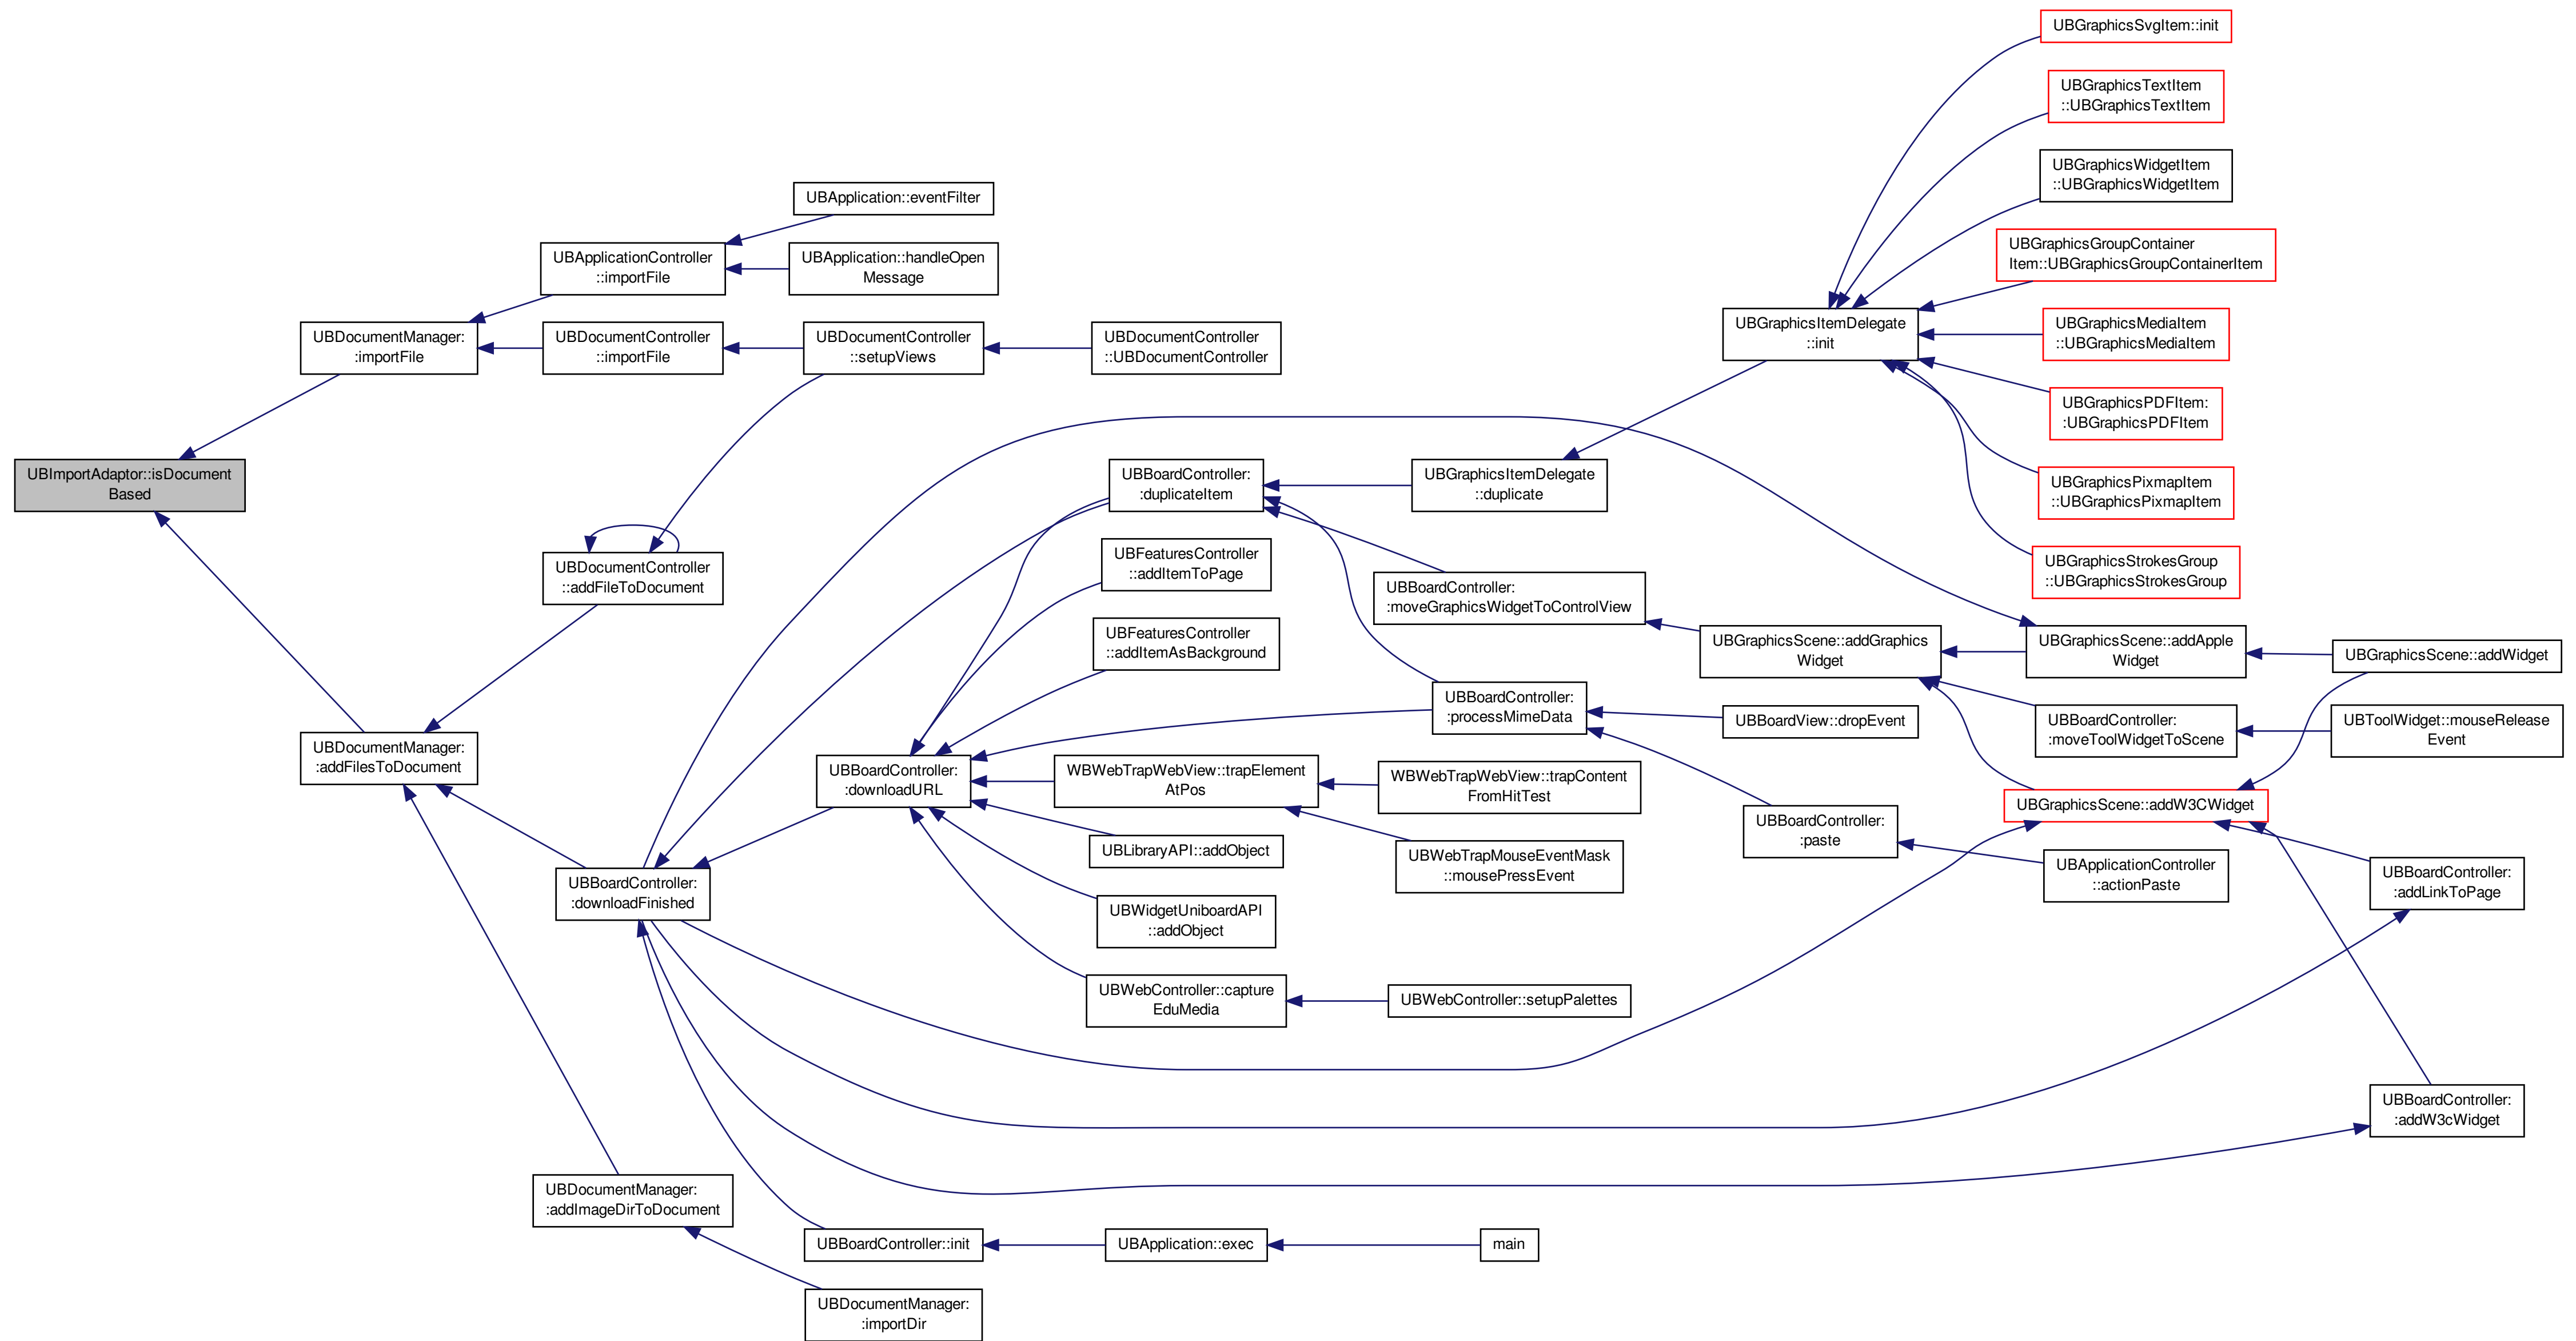 UBGraphicsSvgItem::init
UBGraphicsTextItem
::UBGraphicsTextItem
UBGraphicsWidgetItem
::UBGraphicsWidgetItem
UBApplication::eventFilter
UBGraphicsGroupContainer
Item::UBGraphicsGroupContainerItem
UBApplicationController
::importFile
UBApplication::handleOpen
Message
UBDocumentManager:
:importFile
UBDocumentController
::importFile
UBDocumentController
::setupViews
UBDocumentController
::UBDocumentController
UBGraphicsItemDelegate
::init
UBGraphicsMediaItem
::UBGraphicsMediaItem
UBGraphicsPDFItem:
:UBGraphicsPDFItem
UBImportAdaptor::isDocument
Based
UBBoardController:
:duplicateItem
UBGraphicsItemDelegate
::duplicate
UBGraphicsPixmapItem
::UBGraphicsPixmapItem
UBDocumentController
::addFileToDocument
UBFeaturesController
::addItemToPage
UBBoardController:
:moveGraphicsWidgetToControlView
UBGraphicsStrokesGroup
::UBGraphicsStrokesGroup
UBFeaturesController
::addItemAsBackground
UBGraphicsScene::addGraphics
Widget
UBGraphicsScene::addApple
Widget
UBGraphicsScene::addWidget
UBBoardController:
:processMimeData
UBBoardView::dropEvent
UBBoardController:
:moveToolWidgetToScene
UBToolWidget::mouseRelease
Event
UBDocumentManager:
:addFilesToDocument
UBBoardController:
:downloadURL
WBWebTrapWebView::trapElement
AtPos
WBWebTrapWebView::trapContent
FromHitTest
UBGraphicsScene::addW3CWidget
UBBoardController:
:paste
UBLibraryAPI::addObject
UBWebTrapMouseEventMask
::mousePressEvent
UBApplicationController
::actionPaste
UBBoardController:
:addLinkToPage
UBBoardController:
:downloadFinished
UBWidgetUniboardAPI
::addObject
UBWebController::capture
EduMedia
UBWebController::setupPalettes
UBBoardController:
:addW3cWidget
UBDocumentManager:
:addImageDirToDocument
UBBoardController::init
UBApplication::exec
main
UBDocumentManager:
:importDir